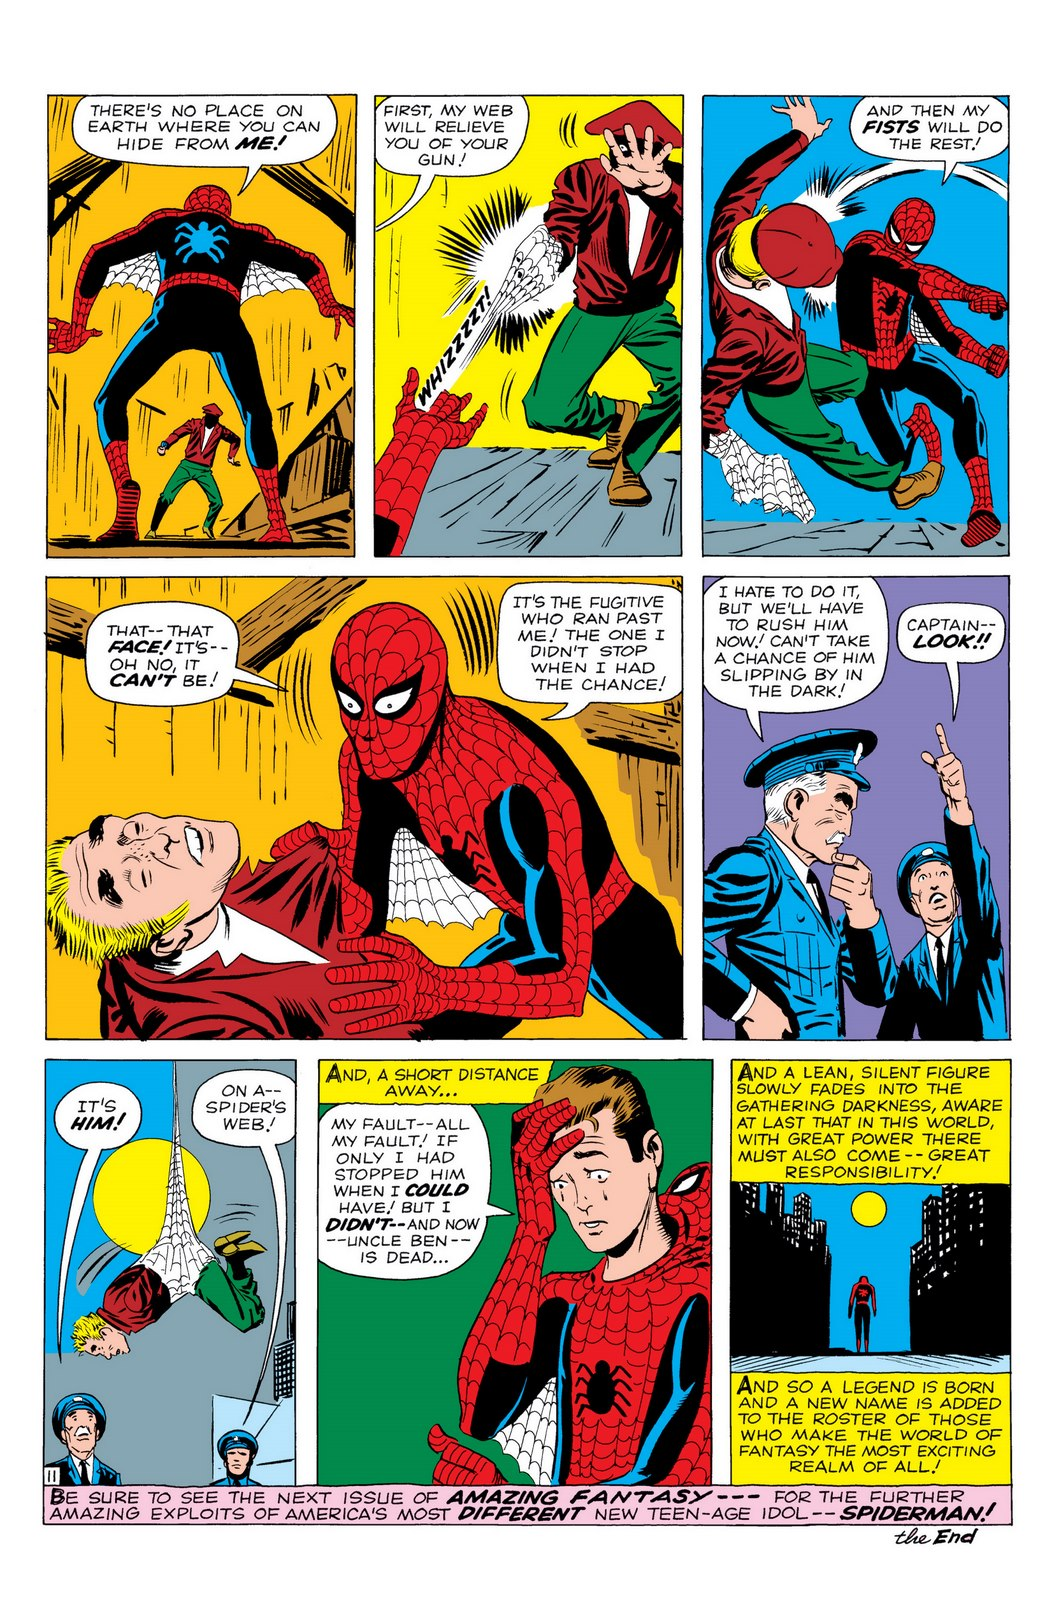 THERE'S NO PLACE ON
EARTH WHERE YOU CAN
HIDE FROM ME!
FIRST, MY WEB
WILL RELIEVE
YOU OF YOUR
GUN!
WHIZZZZT!
AND THEN MY
FISTS WILL DO
THE REST!
THAT--THAT
FACE! IT'S--
OH NO, IT
CAN'T BE!
IT'S THE FUGITIVE
WHO RAN PAST
ME! THE ONE I
DIDN'T STOP
WHEN I HAD
THE CHANCE!
I HATE TO DO IT,
BUT WE'LL HAVE
TO RUSH HIM
NOW! CAN'T TAKE
A CHANCE OF HIM
SLIPPING BY IN
THE DARK!
CAPTAIN--
LOOK!!
IT'S
HIM!
ON A--
SPIDER'S
WEB!
11
AND, A SHORT DISTANCE
AWAY...
MY FAULT--ALL
MY FAULT! IF
ONLY I HAD
STOPPED HIM
WHEN I COULD
HAVE! BUT I
DIDN'T--AND NOW
--UNCLE BEN--
IS DEAD...
AND A LEAN, SILENT FIGURE
SLOWLY FADES INTO THE
GATHERING DARKNESS, AWARE
AT LAST THAT IN THIS WORLD,
WITH GREAT POWER THERE
MUST ALSO COME--GREAT
RESPONSIBILITY!
AND SO A LEGEND IS BORN
AND A NEW NAME IS ADDED
TO THE ROSTER OF THOSE
WHO MAKE THE WORLD OF
FANTASY THE MOST EXCITING
REALM OF ALL!
BE SURE TO SEE THE NEXT ISSUE OF AMAZING FANTASY--- FOR THE FURTHER
AMAZING EXPLOITS OF AMERICA'S MOST DIFFERENT NEW TEEN-AGE IDOL--SPIDERMAN!
the END